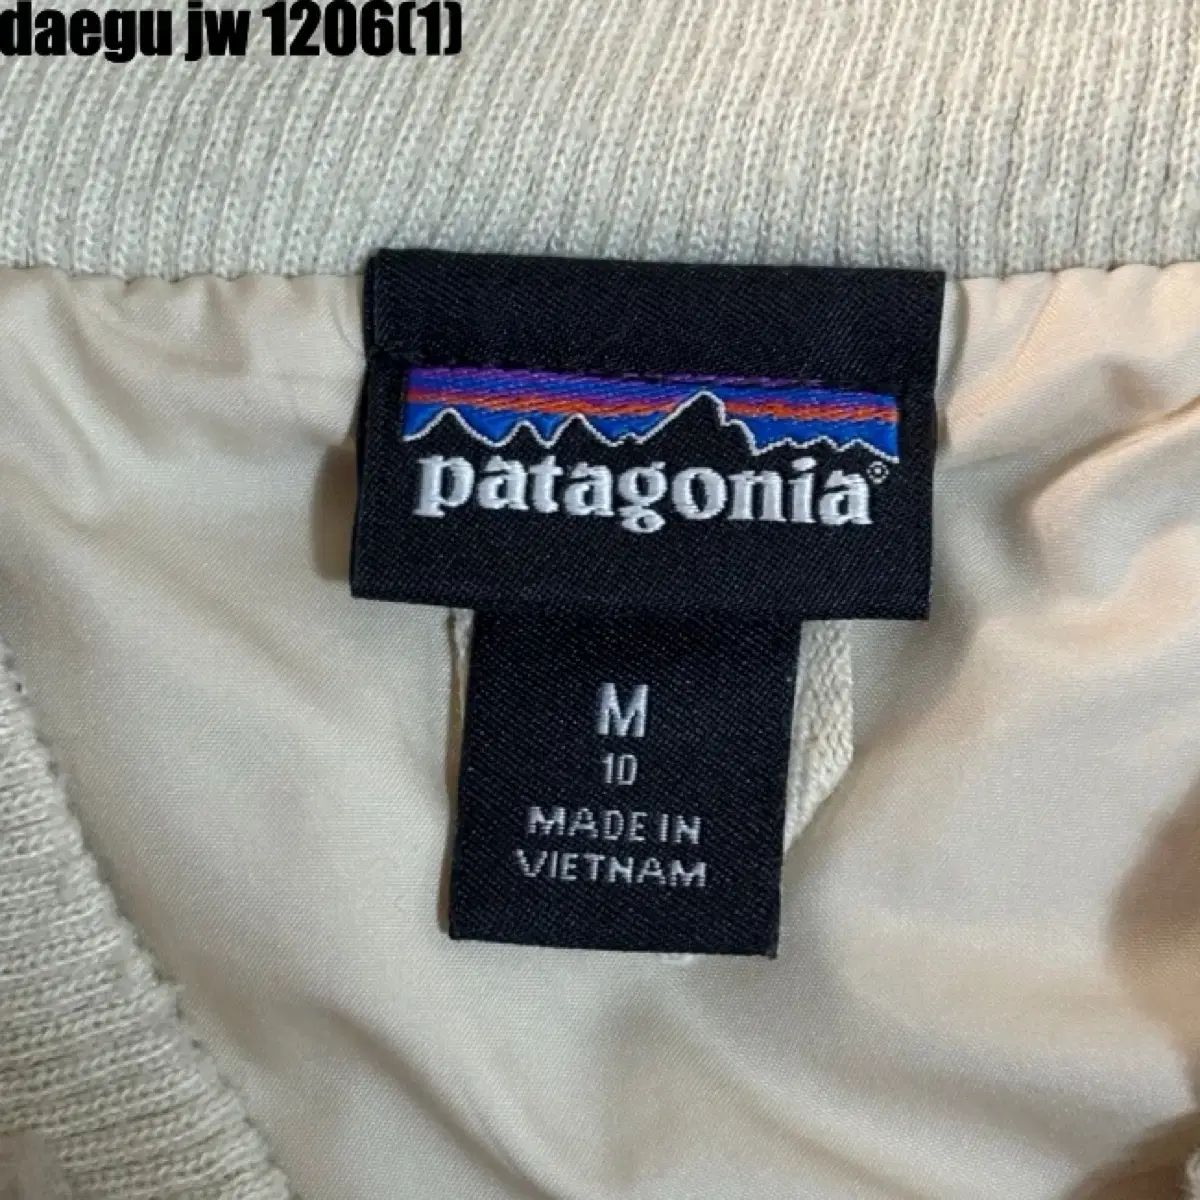 daegu jw 1206(1)
patagonia®
M
10
MADE IN
VIETNAM